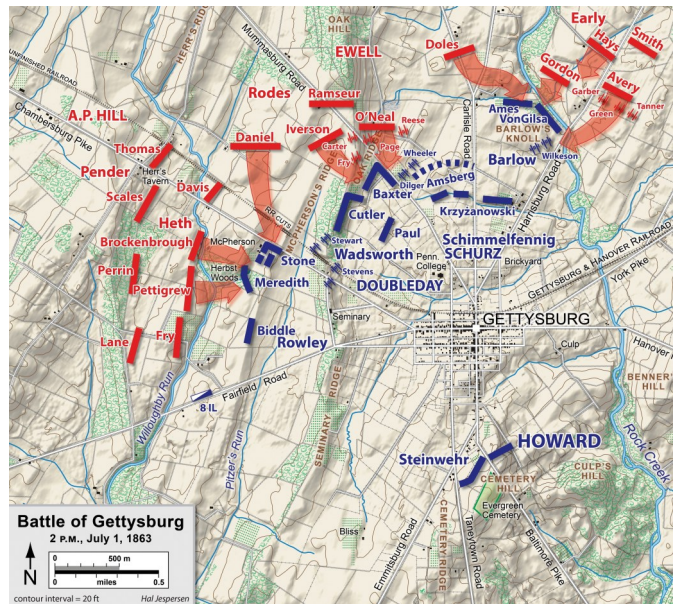 OAK
HILL
Early
Hays
Smith
HERR'S RIDGE
Mummasburg Road
EWELL
Doles
UNFINISHED RAILROAD
Rodes
Ramseur
Gordon
Avery
Garber
Tanner
Green
A.P. HILL
Chambersburg Pike
Daniel
Iverson
O'Neal
Reese
Carter
Fry
Page
OAK RIDGE
Carlisle Road
Ames
VonGilsa
BARLOW'S
KNOLL
Thomas
Pender
Herr's
Tavern
Scales
Davis
RR CUTS
MCPHERSON'S RIDGE
Wheeler
Dilger
Amsberg
Barlow
Wilkeson
Baxter
Harrisburg Road
Heth
Brockenbrough
McPherson
Cutler
Paul
Krzyżanowski
Stone
Stewart
Wadsworth
Schimmelfennig
SCHURZ
Perrin
Pettigrew
Herbst
Woods
Meredith
Stevens
DOUBLEDAY
Penn.
College
Brickyard
GETTYSBURG & HANOVER RAILROAD
York Pike
Lane
Fry
Biddle
Rowley
Seminary
GETTYSBURG
Culp
Hanover R
8 IL
Fairfield Road
Willoughby Run
Pitzer's Run
SEMINARY RIDGE
BENNER
HILL
Rock Creek
HOWARD
Steinwehr
CEMETERY
HILL
CULP'S
HILL
Evergreen
Cemetery
Bliss
Emmitsburg Road
CEMETERY RIDGE
Taneytown Road
Baltimore Pike
Battle of Gettysburg
2 P.M., July 1, 1863
N
0 500 m
0 miles 0.5
contour interval = 20 ft Hal Jespersen